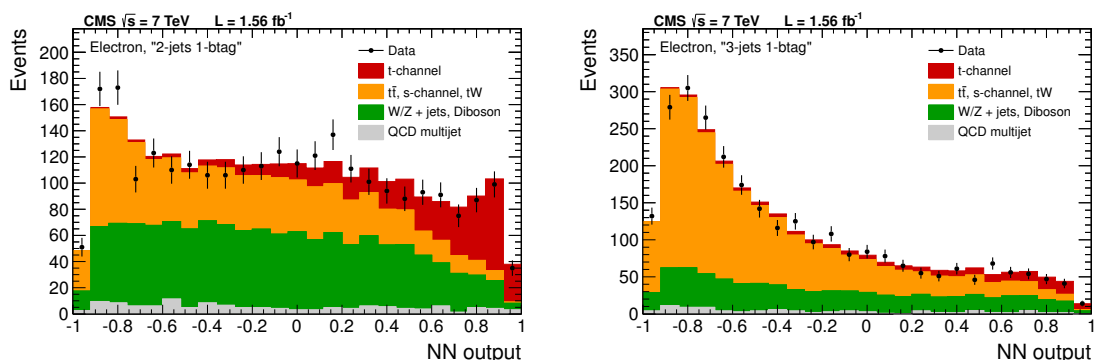 CMS √s = 7 TeV L = 1.56 fb⁻¹
Events
Electron, "2-jets 1-btag"
Data
t-channel
tt̄, s-channel, tW
W/Z + jets, Diboson
QCD multijet
200
180
160
140
120
100
80
60
40
20
0
-1 -0.8 -0.6 -0.4 -0.2 0 0.2 0.4 0.6 0.8 1
NN output
CMS √s = 7 TeV L = 1.56 fb⁻¹
Events
Electron, "3-jets 1-btag"
Data
t-channel
tt̄, s-channel, tW
W/Z + jets, Diboson
QCD multijet
350
300
250
200
150
100
50
0
-1 -0.8 -0.6 -0.4 -0.2 0 0.2 0.4 0.6 0.8 1
NN output